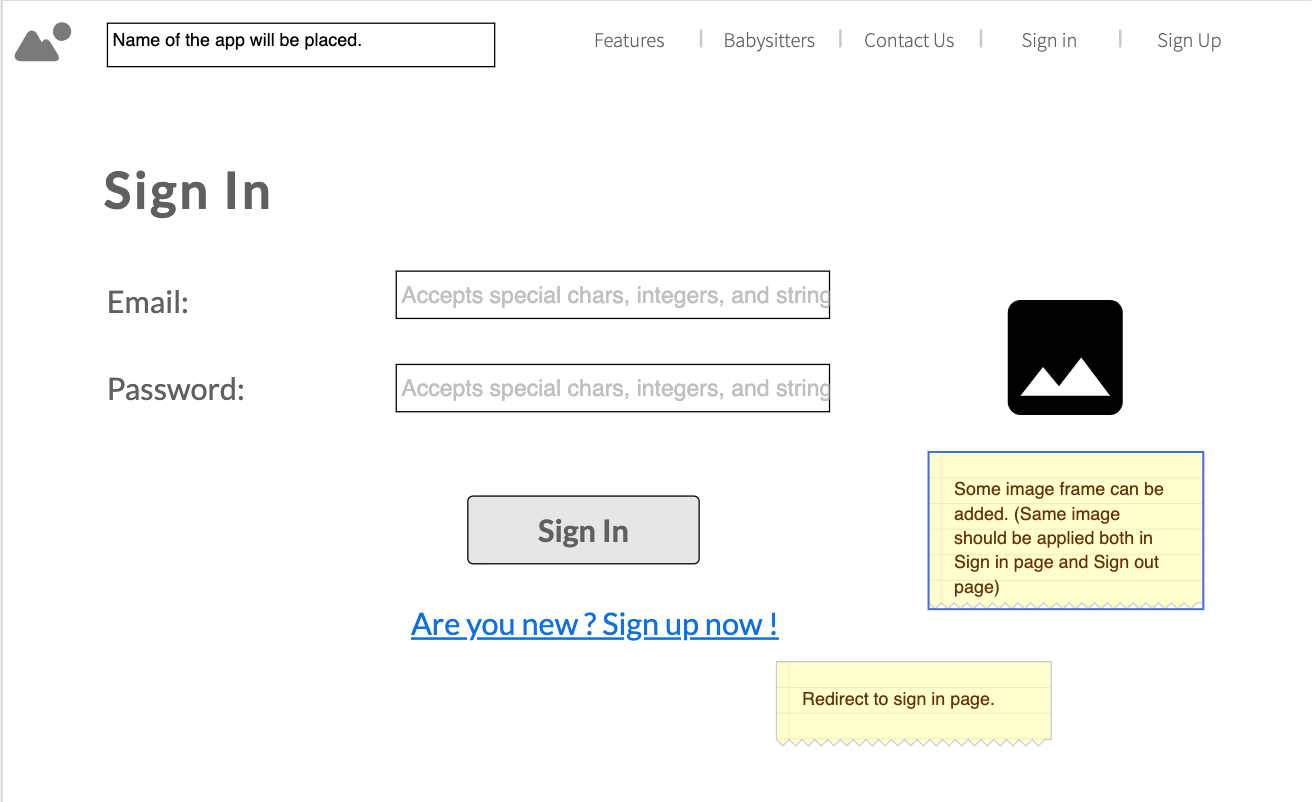 Name of the app will be placed.
Features | Babysitters | Contact Us | Sign in | Sign Up
Sign In
Email:
Accepts special chars, integers, and string
Password:
Accepts special chars, integers, and string
Sign In
Are you new ? Sign up now !
Some image frame can be
added. (Same image
should be applied both in
Sign in page and Sign out
page)
Redirect to sign in page.